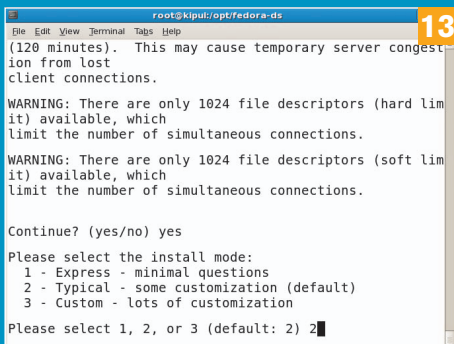 root@kipui:/opt/fedora-ds
13
File Edit View Terminal Tabs Help
(120 minutes).  This may cause temporary server congest
ion from lost
client connections.
WARNING: There are only 1024 file descriptors (hard lim
it) available, which
limit the number of simultaneous connections.
WARNING: There are only 1024 file descriptors (soft lim
it) available, which
limit the number of simultaneous connections.
Continue? (yes/no) yes
Please select the install mode:
  1 - Express - minimal questions
  2 - Typical - some customization (default)
  3 - Custom - lots of customization
Please select 1, 2, or 3 (default: 2) 2